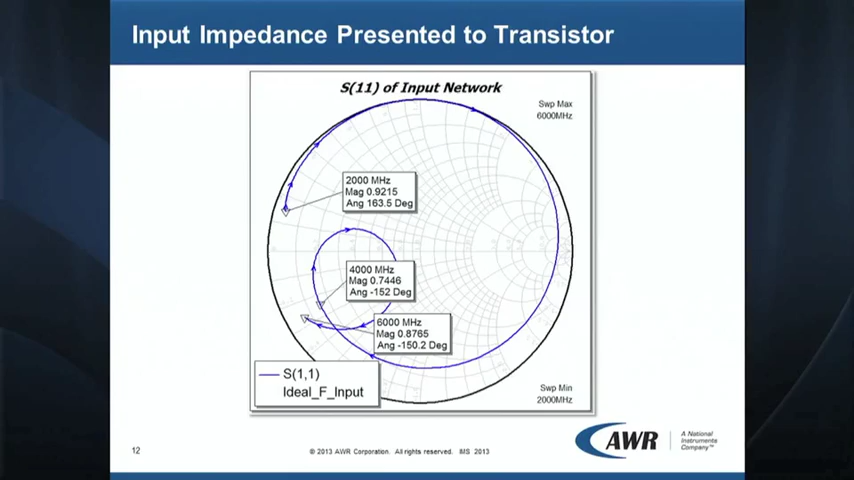 Input Impedance Presented to Transistor
S(11) of Input Network
Swp Max
6000MHz
2000 MHz
Mag 0.9215
Ang 163.5 Deg
4000 MHz
Mag 0.7446
Ang -152 Deg
6000 MHz
Mag 0.8765
Ang -150.2 Deg
S(1,1)
Ideal_F_Input
Swp Min
2000MHz
12
© 2013 AWR Corporation. All rights reserved. IMS 2013
AWR
A National
Instruments
Company™